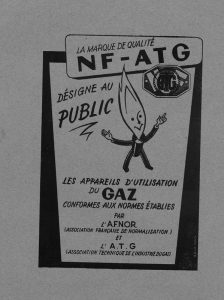 LA MARQUE DE QUALITÉ
NF-ATG
DÉSIGNE AU
PUBLIC
LES APPAREILS D'UTILISATION
DU GAZ
CONFORMES AUX NORMES ÉTABLIES
PAR
L'AFNOR
(ASSOCIATION FRANÇAISE DE NORMALISATION)
ET
L'A.T.G
(ASSOCIATION TECHNIQUE DE L'INDUSTRIE DU GAZ)